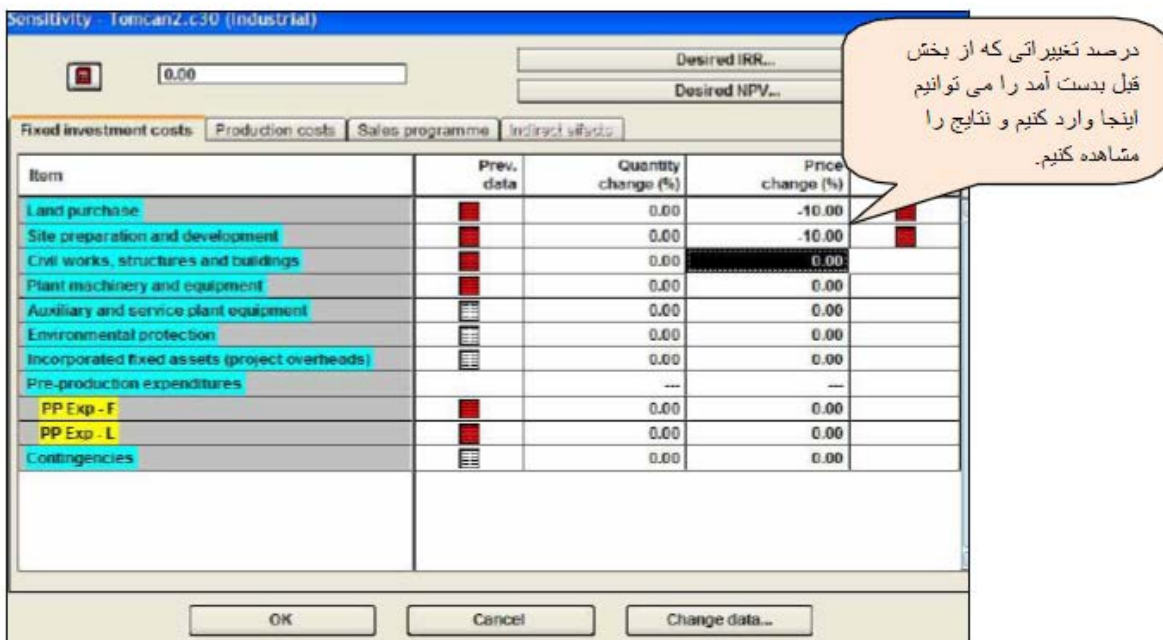 Sensitivity - Tomcan2.c30 (Industrial)
0.00
Desired IRR...
Desired NPV...
درصد تغییراتی که از بخش
قبل بدست آمد را می توانیم
اینجا وارد کنیم و نتایج را
مشاهده کنیم.
Fixed investment costs Production costs Sales programme Indirect effects
Item Prev. data Quantity change (%) Price change (%)
Land purchase 0.00 -10.00
Site preparation and development 0.00 -10.00
Civil works, structures and buildings 0.00 0.00
Plant machinery and equipment 0.00 0.00
Auxiliary and service plant equipment 0.00 0.00
Environmental protection 0.00 0.00
Incorporated fixed assets (project overheads) 0.00 0.00
Pre-production expenditures --- ---
PP Exp - F 0.00 0.00
PP Exp - L 0.00 0.00
Contingencies 0.00 0.00
OK Cancel Change data...